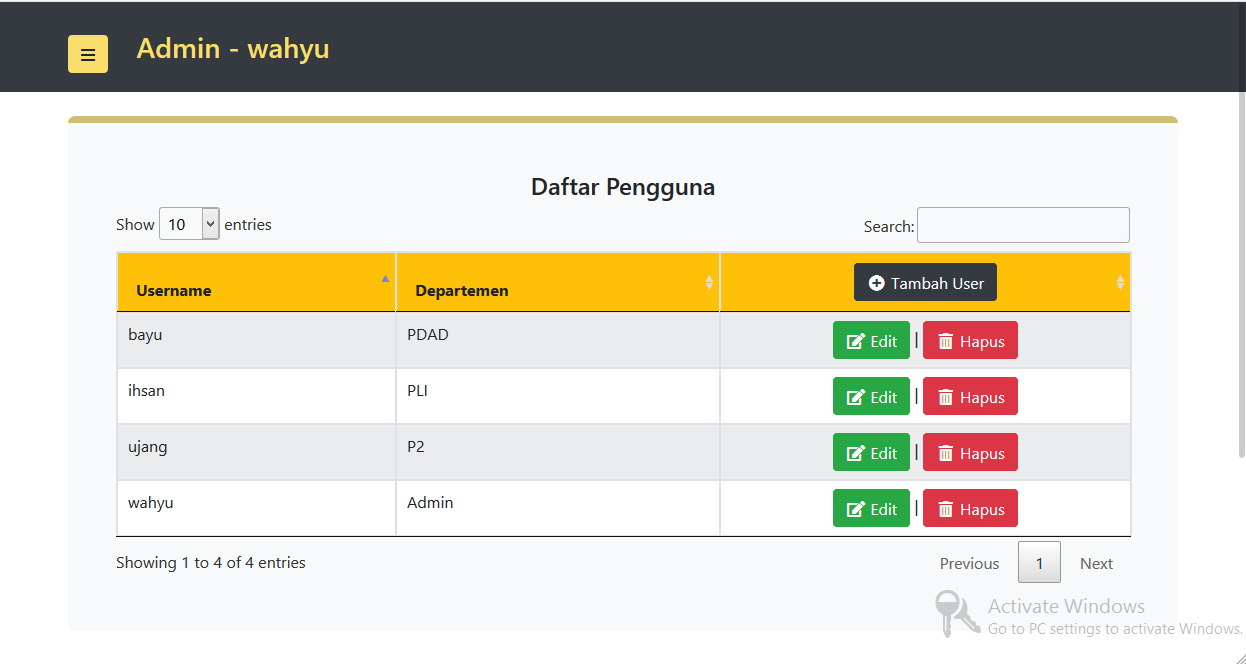 Admin - wahyu
Daftar Pengguna
Show 10 entries Search:
Username Departemen Tambah User
bayu PDAD Edit | Hapus
ihsan PLI Edit | Hapus
ujang P2 Edit | Hapus
wahyu Admin Edit | Hapus
Showing 1 to 4 of 4 entries Previous 1 Next
Activate Windows
Go to PC settings to activate Windows.